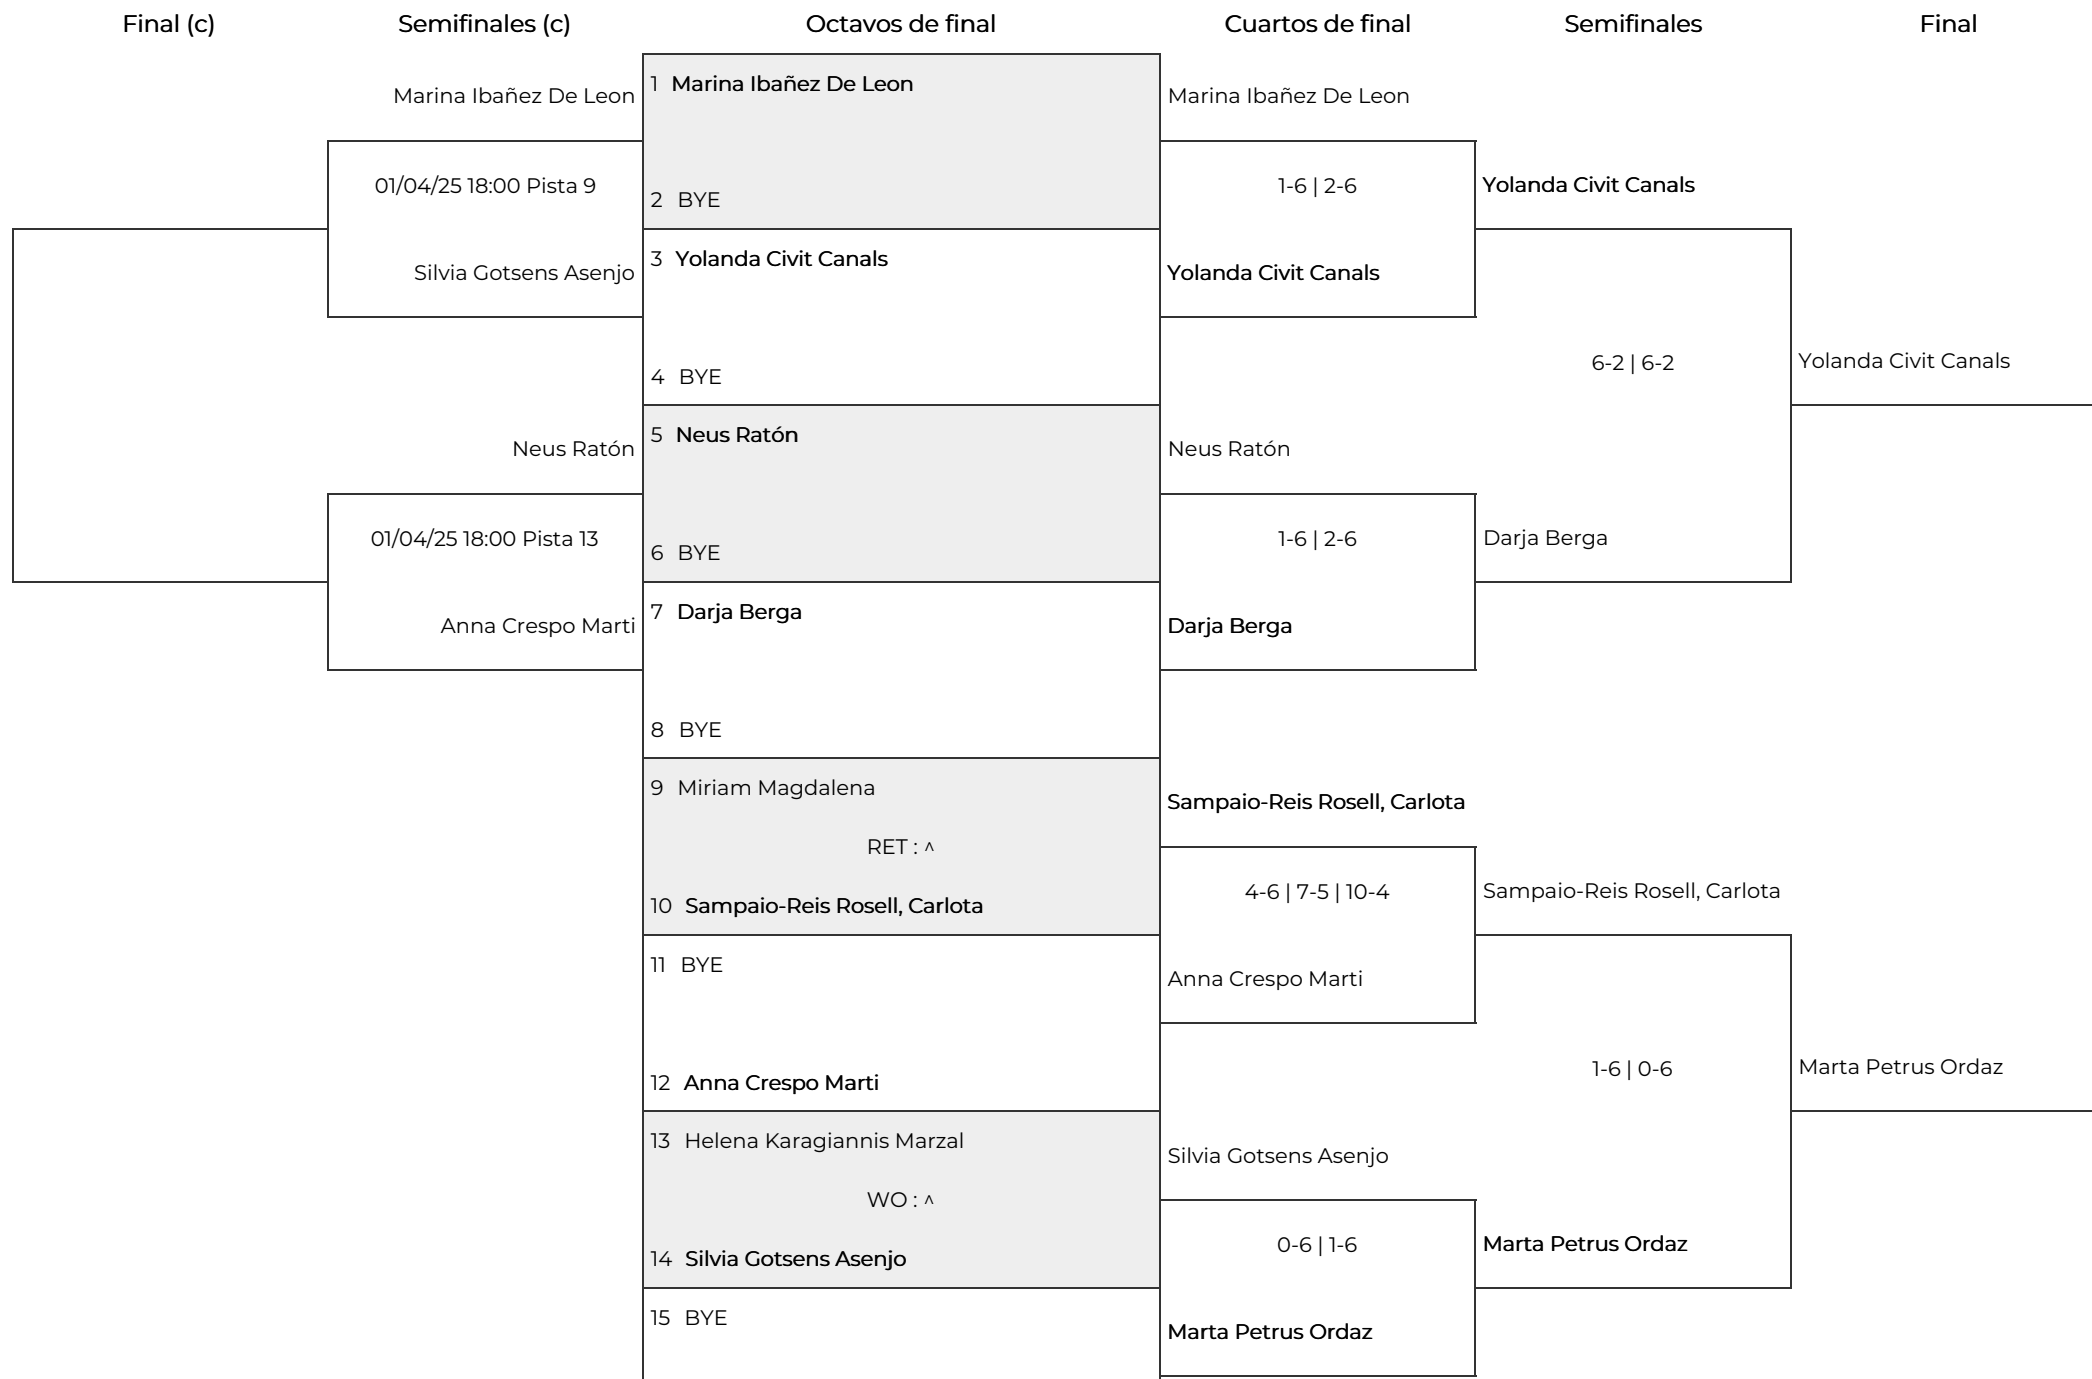 Final (c)
Semifinales (c)
Octavos de final
Cuartos de final
Semifinales
Final
Marina Ibañez De Leon
01/04/25 18:00 Pista 9
Silvia Gotsens Asenjo
Neus Ratón
01/04/25 18:00 Pista 13
Anna Crespo Marti
1 Marina Ibañez De Leon
2 BYE
3 Yolanda Civit Canals
4 BYE
5 Neus Ratón
6 BYE
7 Darja Berga
8 BYE
9 Miriam Magdalena
RET : ^
10 Sampaio-Reis Rosell, Carlota
11 BYE
12 Anna Crespo Marti
13 Helena Karagiannis Marzal
WO : ^
14 Silvia Gotsens Asenjo
15 BYE
Marina Ibañez De Leon
1-6 | 2-6
Yolanda Civit Canals
Neus Ratón
1-6 | 2-6
Darja Berga
Sampaio-Reis Rosell, Carlota
4-6 | 7-5 | 10-4
Anna Crespo Marti
Silvia Gotsens Asenjo
0-6 | 1-6
Marta Petrus Ordaz
Yolanda Civit Canals
6-2 | 6-2
Darja Berga
Sampaio-Reis Rosell, Carlota
1-6 | 0-6
Marta Petrus Ordaz
Yolanda Civit Canals
Marta Petrus Ordaz